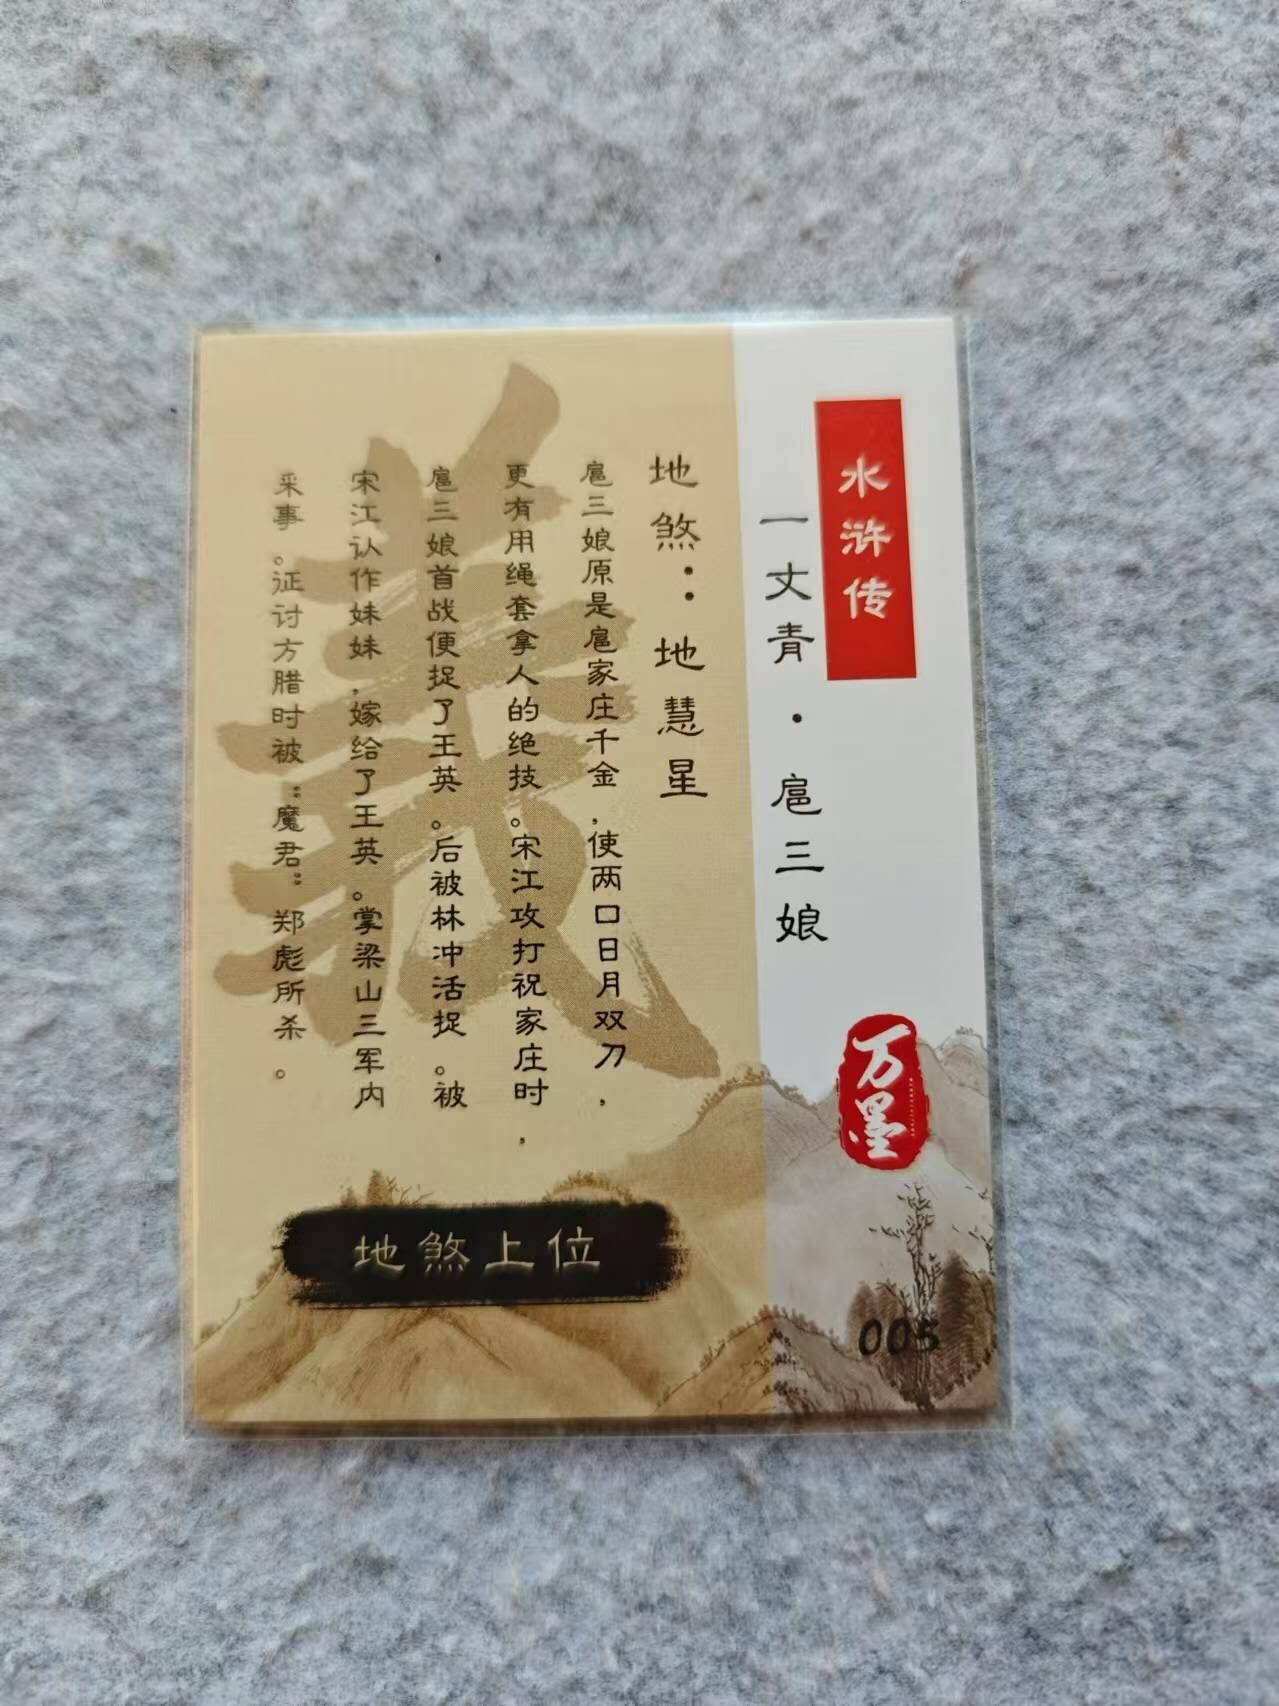 水浒传
一丈青·扈三娘
地煞：地慧星
扈三娘原是扈家庄千金，使两口日月双刀，
更有用绳套拿人的绝技。宋江攻打祝家庄时，
扈三娘首战便捉了王英。后被林冲活捉。被
宋江认作妹妹，嫁给了王英。掌梁山三军内
采事。征讨方腊时被“魔君”郑彪所杀。
義
地煞上位
万墨
005